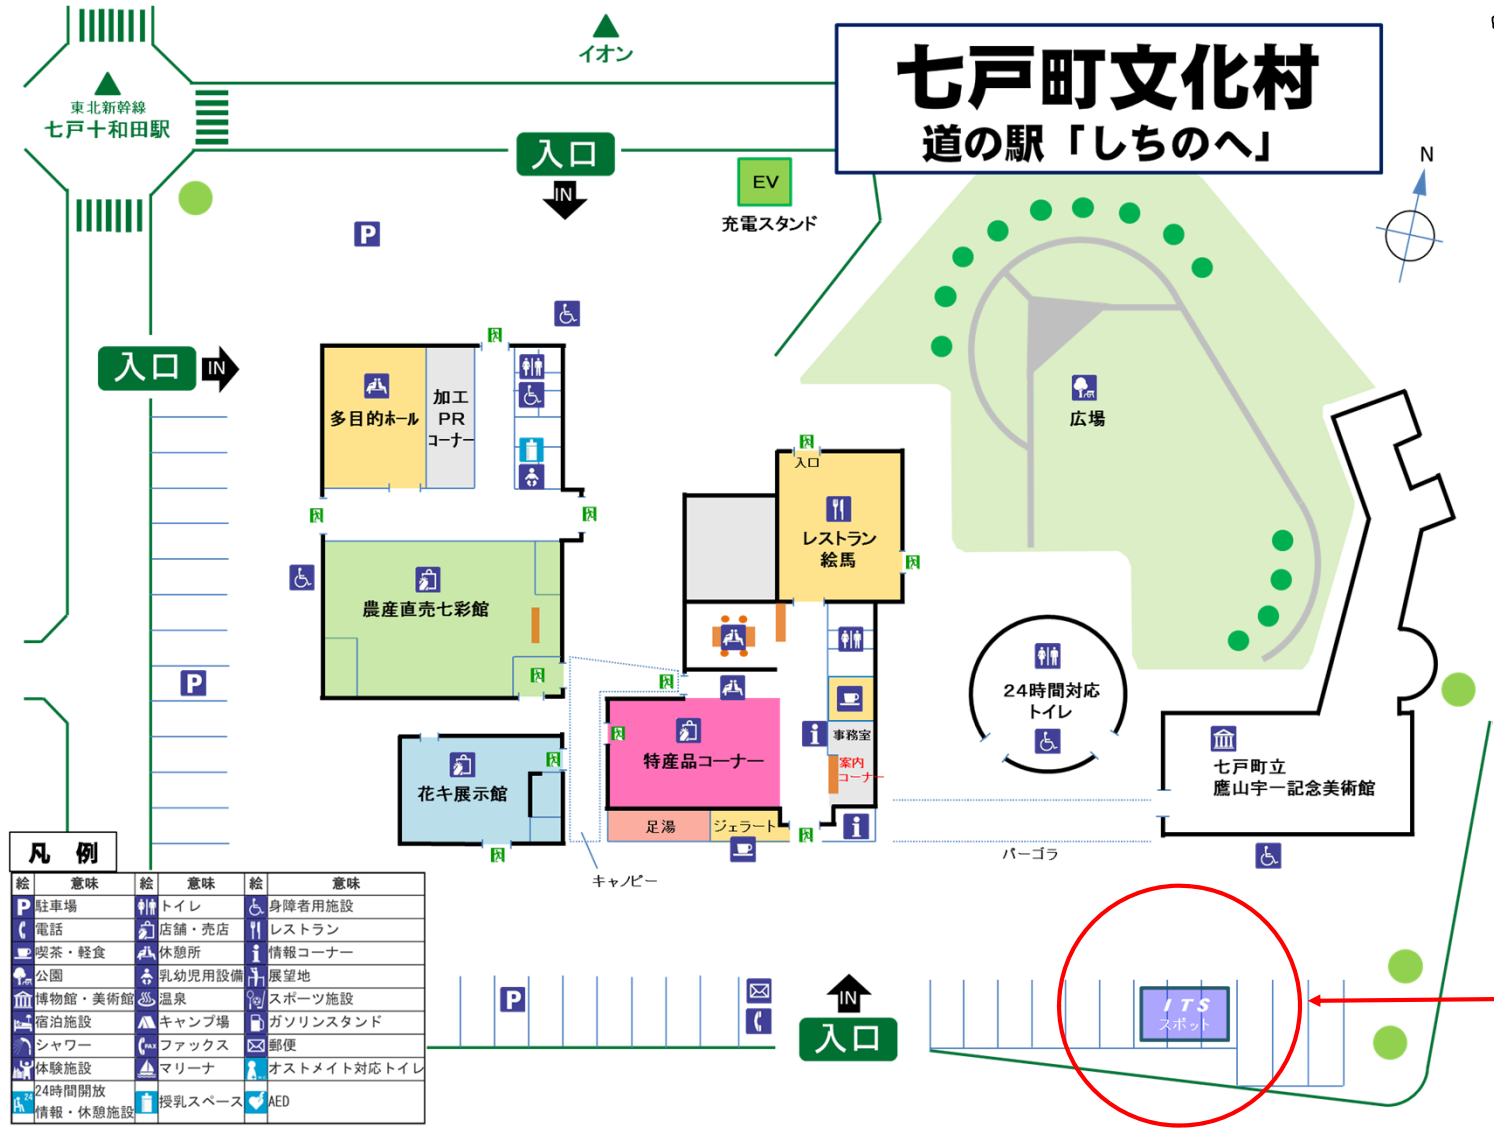 七戸町文化村
道の駅「しちのへ」
イオン
東北新幹線
七戸十和田駅
入口
IN
EV
充電スタンド
N
P
入口
IN
多目的ホール
加工
PR
コーナー
広場
入口
レストラン
絵馬
農産直売七彩館
24時間対応
トイレ
P
特産品コーナー
事務室
案内
コーナー
七戸町立
鷹山宇一記念美術館
花キ展示館
足湯
ジェラート
パーゴラ
キャノピー
P
IN
入口
ITS
スポット
凡 例
絵 意味 絵 意味 絵 意味
P 駐車場 トイレ 身障者用施設
電話 店舗・売店 レストラン
喫茶・軽食 休憩所 i 情報コーナー
公園 乳幼児用設備 展望地
博物館・美術館 温泉 スポーツ施設
宿泊施設 キャンプ場 ガソリンスタンド
シャワー FAX ファックス 郵便
体験施設 マリーナ オストメイト対応トイレ
24 24時間開放
情報・休憩施設 授乳スペース AED